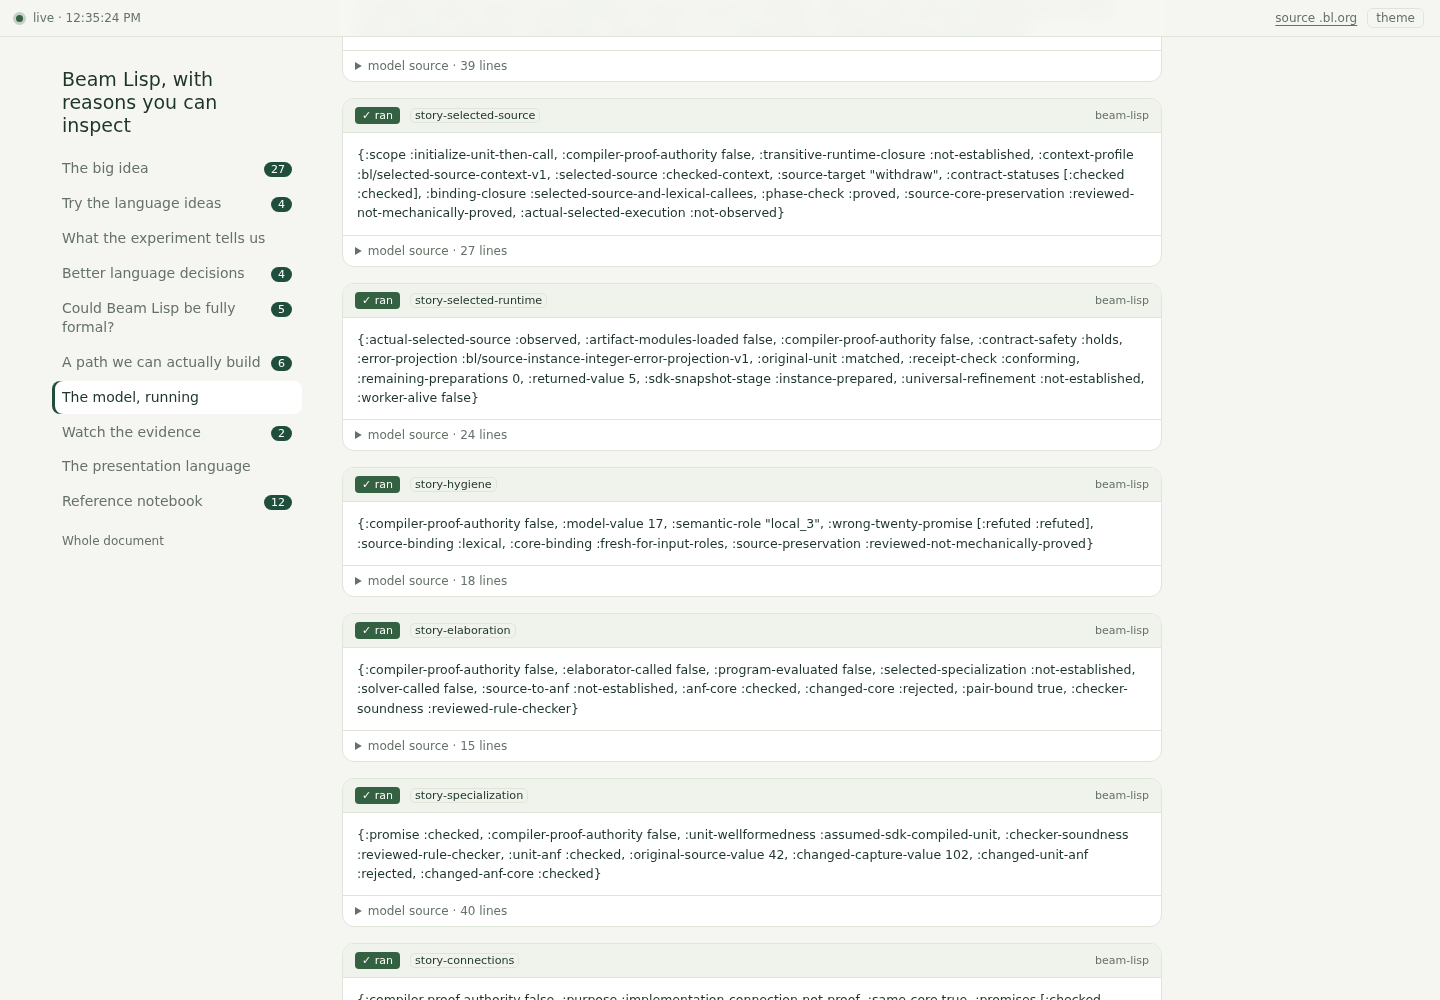 live · 12:35:24 PM
source .bl.org
theme
Beam Lisp, with
reasons you can
inspect
The big idea 27
Try the language ideas 4
What the experiment tells us
Better language decisions 4
Could Beam Lisp be fully 5
formal?
A path we can actually build 6
The model, running
Watch the evidence 2
The presentation language
Reference notebook 12
Whole document
▶ model source · 39 lines
✓ ran story-selected-source beam-lisp
{:scope :initialize-unit-then-call, :compiler-proof-authority false, :transitive-runtime-closure :not-established, :context-profile
:bl/selected-source-context-v1, :selected-source :checked-context, :source-target "withdraw", :contract-statuses [:checked
:checked], :binding-closure :selected-source-and-lexical-callees, :phase-check :proved, :source-core-preservation :reviewed-
not-mechanically-proved, :actual-selected-execution :not-observed}
▶ model source · 27 lines
✓ ran story-selected-runtime beam-lisp
{:actual-selected-source :observed, :artifact-modules-loaded false, :compiler-proof-authority false, :contract-safety :holds,
:error-projection :bl/source-instance-integer-error-projection-v1, :original-unit :matched, :receipt-check :conforming,
:remaining-preparations 0, :returned-value 5, :sdk-snapshot-stage :instance-prepared, :universal-refinement :not-established,
:worker-alive false}
▶ model source · 24 lines
✓ ran story-hygiene beam-lisp
{:compiler-proof-authority false, :model-value 17, :semantic-role "local_3", :wrong-twenty-promise [:refuted :refuted],
:source-binding :lexical, :core-binding :fresh-for-input-roles, :source-preservation :reviewed-not-mechanically-proved}
▶ model source · 18 lines
✓ ran story-elaboration beam-lisp
{:compiler-proof-authority false, :elaborator-called false, :program-evaluated false, :selected-specialization :not-established,
:solver-called false, :source-to-anf :not-established, :anf-core :checked, :changed-core :rejected, :pair-bound true, :checker-
soundness :reviewed-rule-checker}
▶ model source · 15 lines
✓ ran story-specialization beam-lisp
{:promise :checked, :compiler-proof-authority false, :unit-wellformedness :assumed-sdk-compiled-unit, :checker-soundness
:reviewed-rule-checker, :unit-anf :checked, :original-source-value 42, :changed-capture-value 102, :changed-unit-anf
:rejected, :changed-anf-core :checked}
▶ model source · 40 lines
✓ ran story-connections beam-lisp
{:compiler-proof-authority false, :purpose :implementation-connection-not-proof, :same-core true, :promises [:checked